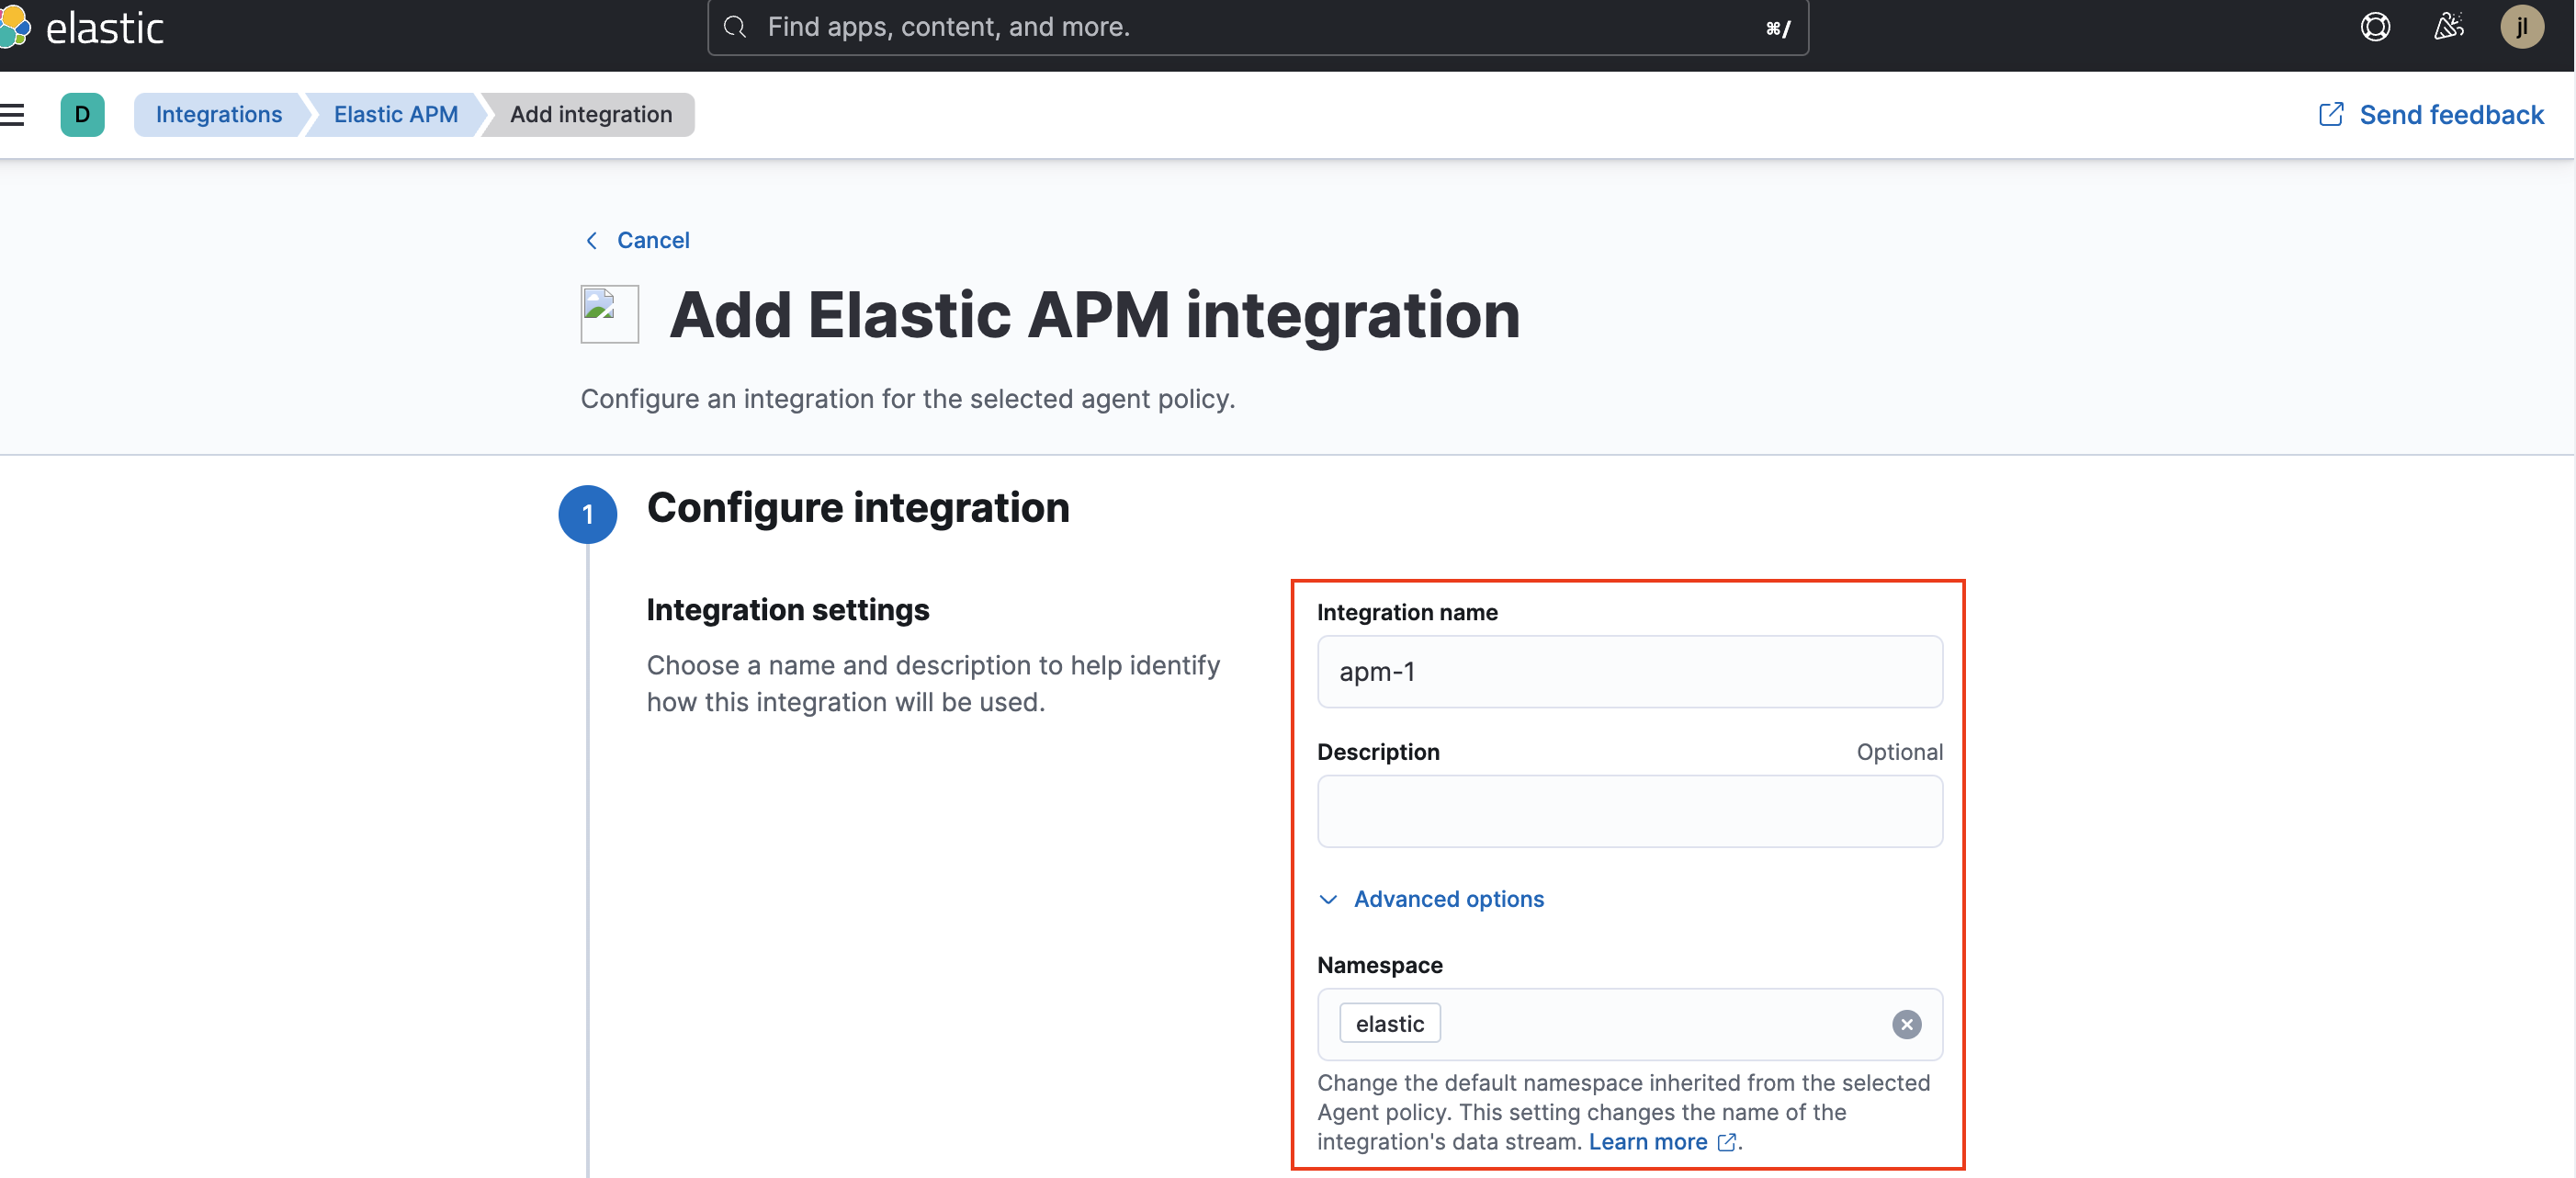 elastic
Find apps, content, and more.
⌘/
jl
D
Integrations
Elastic APM
Add integration
Send feedback
Cancel
Add Elastic APM integration
Configure an integration for the selected agent policy.
1
Configure integration
Integration settings
Choose a name and description to help identify
how this integration will be used.
Integration name
apm-1
Description
Optional
Advanced options
Namespace
elastic
Change the default namespace inherited from the selected
Agent policy. This setting changes the name of the
integration's data stream. Learn more.